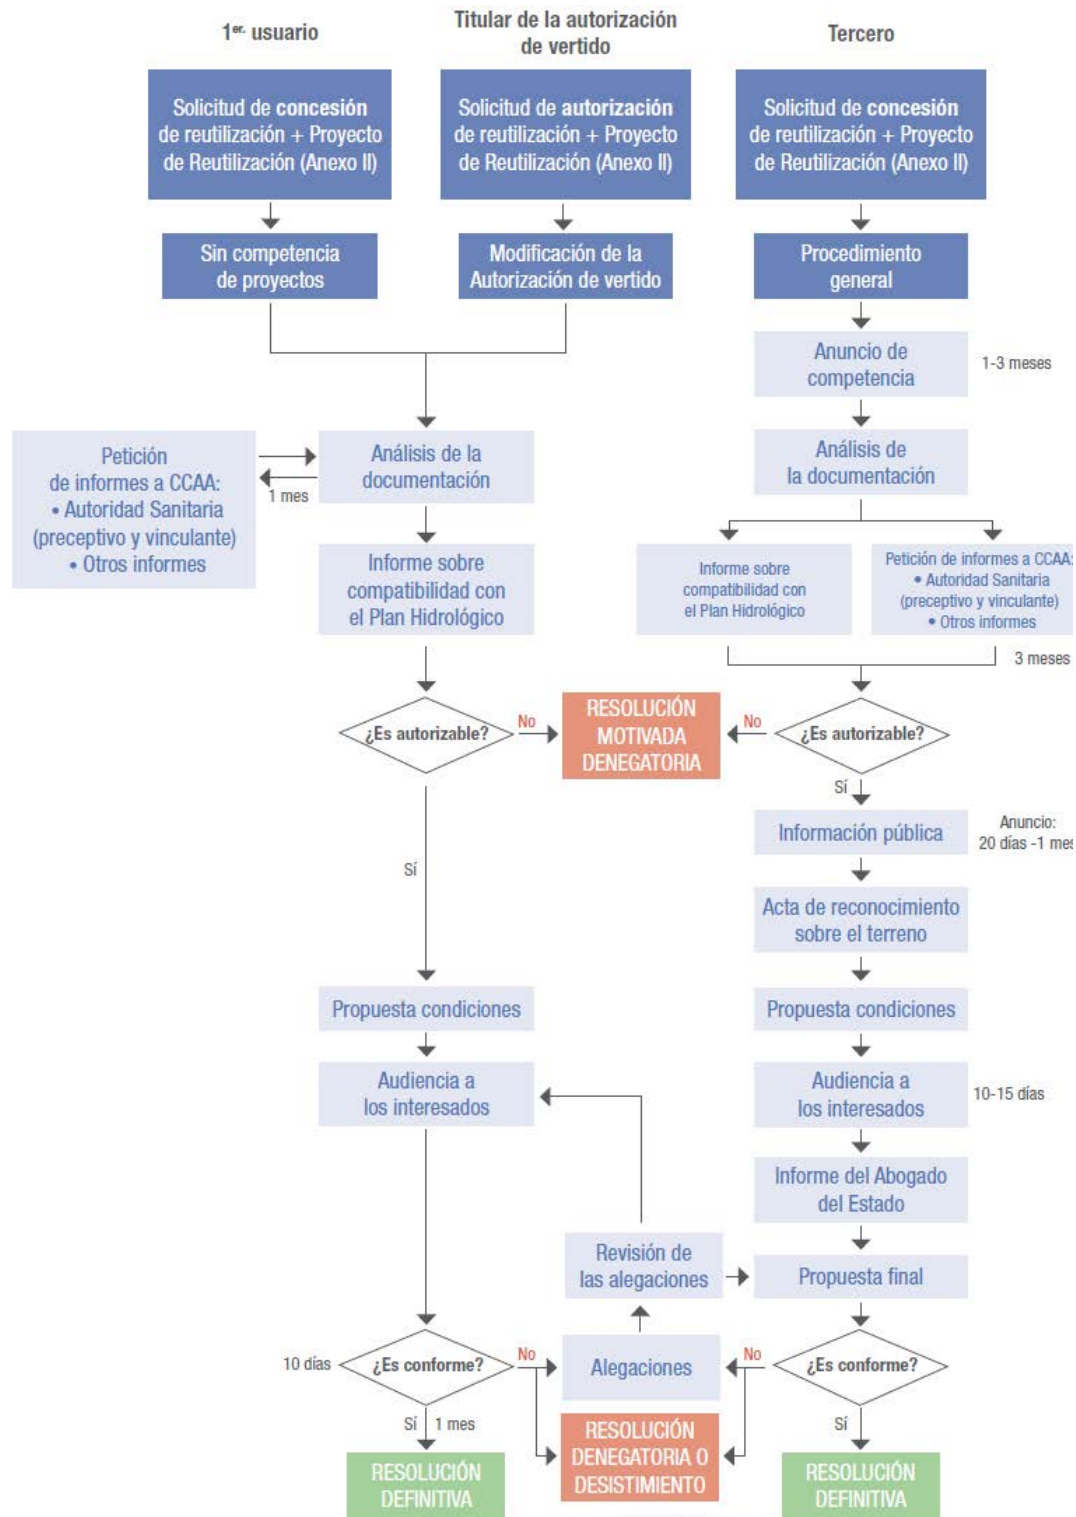 1er. usuario
Titular de la autorización
de vertido
Tercero
Solicitud de concesión
de reutilización + Proyecto
de Reutilización (Anexo II)
Solicitud de autorización
de reutilización + Proyecto
de Reutilización (Anexo II)
Solicitud de concesión
de reutilización + Proyecto
de Reutilización (Anexo II)
Sin competencia
de proyectos
Modificación de la
Autorización de vertido
Procedimiento
general
Anuncio de
competencia
1-3 meses
Petición
de informes a CCAA:
• Autoridad Sanitaria
(preceptivo y vinculante)
• Otros informes
1 mes
Análisis de la
documentación
Análisis de
la documentación
Informe sobre
compatibilidad con
el Plan Hidrológico
Informe sobre
compatibilidad con
el Plan Hidrológico
Petición de informes a CCAA:
• Autoridad Sanitaria
(preceptivo y vinculante)
• Otros informes
3 meses
¿Es autorizable?
No
RESOLUCIÓN
MOTIVADA
DENEGATORIA
No
¿Es autorizable?
Sí
Sí
Información pública
Anuncio:
20 días -1 mes
Acta de reconocimiento
sobre el terreno
Propuesta condiciones
Propuesta condiciones
Audiencia a
los interesados
Audiencia a
los interesados
10-15 días
Informe del Abogado
del Estado
Revisión de
las alegaciones
Propuesta final
10 días
¿Es conforme?
No
Alegaciones
No
¿Es conforme?
Sí
1 mes
RESOLUCIÓN
DENEGATORIA O
DESISTIMIENTO
Sí
RESOLUCIÓN
DEFINITIVA
RESOLUCIÓN
DEFINITIVA